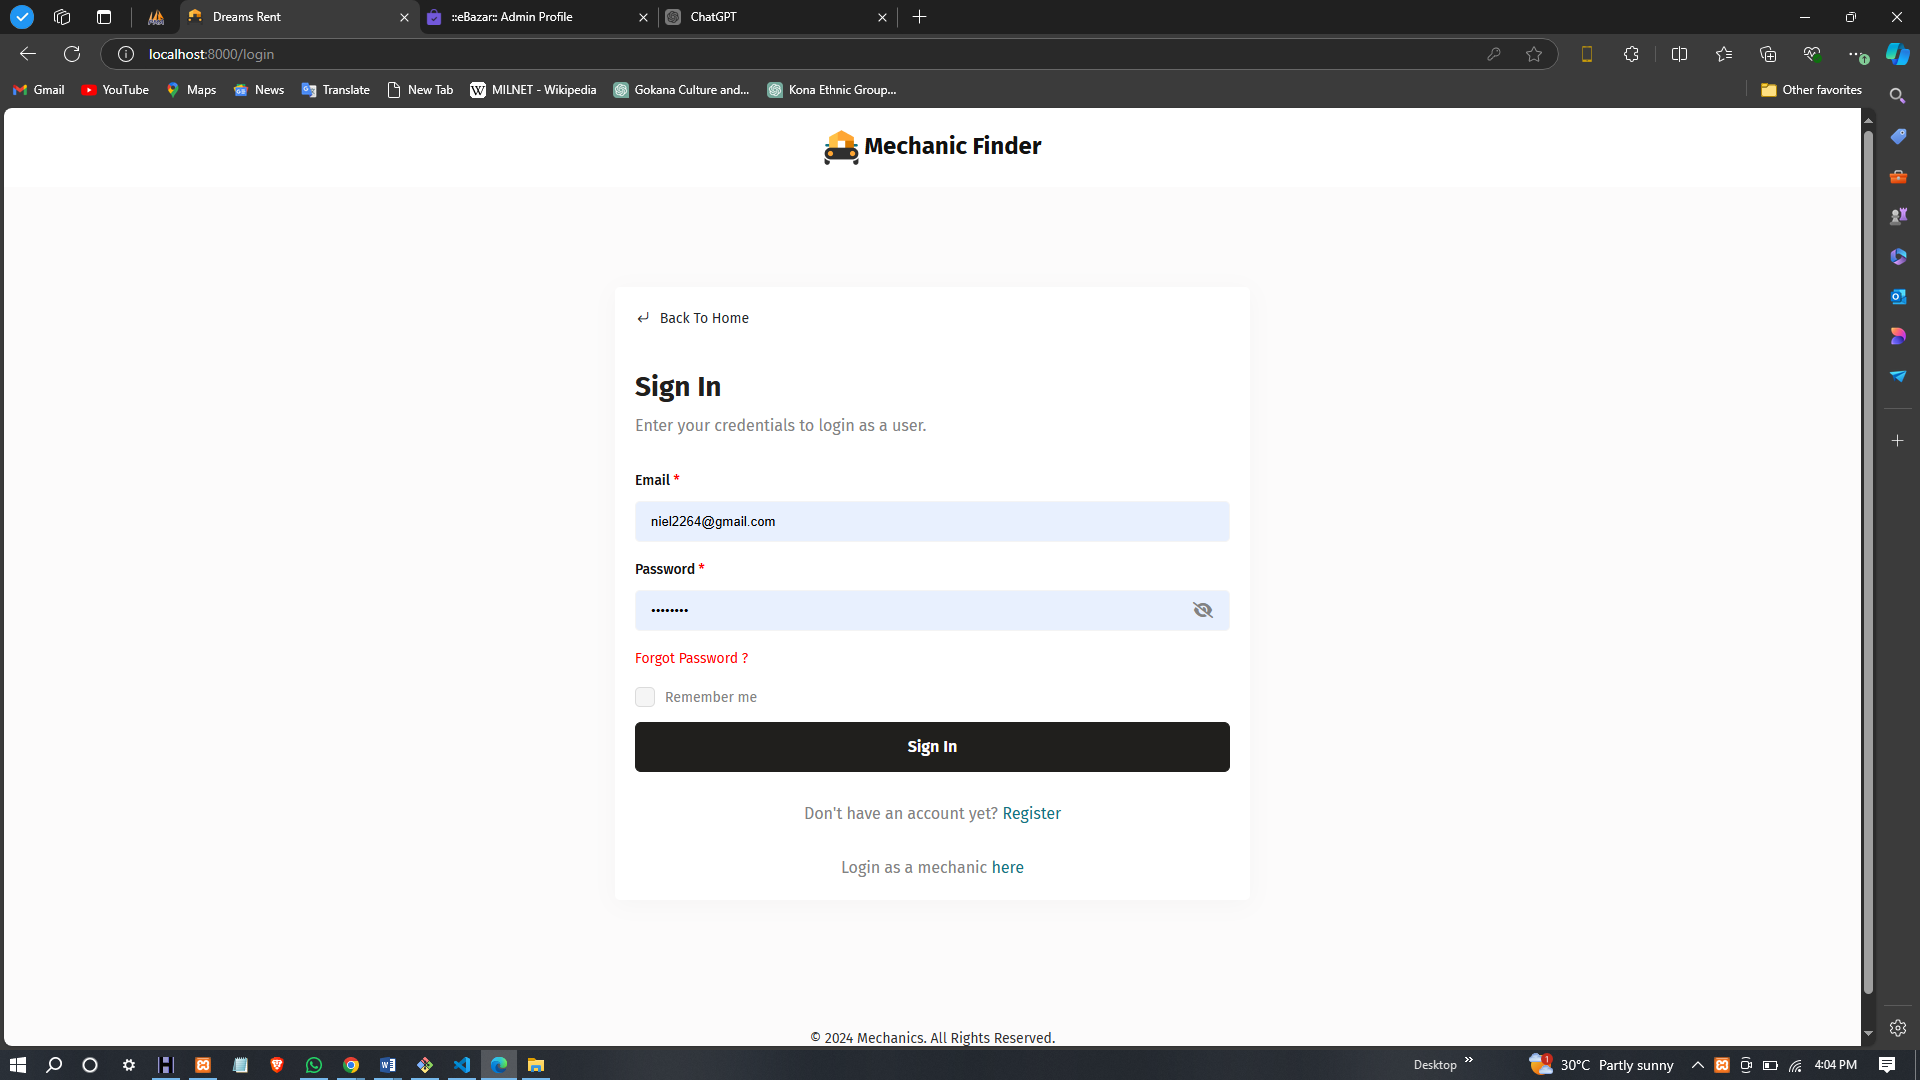 Dreams Rent
::eBazar:: Admin Profile
ChatGPT
localhost:8000/login
Gmail
YouTube
Maps
News
Translate
New Tab
MILNET - Wikipedia
Gokana Culture and...
Kona Ethnic Group...
Other favorites
Mechanic Finder
Back To Home
Sign In
Enter your credentials to login as a user.
Email *
niel2264@gmail.com
Password *
••••••••
Forgot Password ?
Remember me
Sign In
Don't have an account yet? Register
Login as a mechanic here
© 2024 Mechanics. All Rights Reserved.
Desktop
1
30°C Partly sunny
4:04 PM